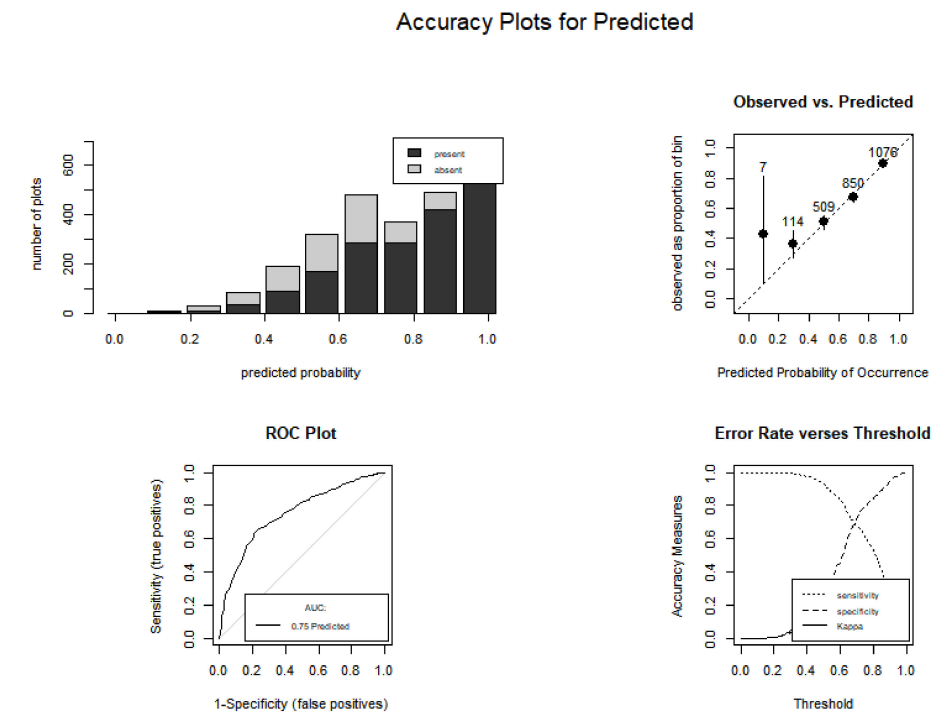 Accuracy Plots for Predicted
number of plots
0
200
400
600
present
absent
0.0 0.2 0.4 0.6 0.8 1.0
predicted probability
Observed vs. Predicted
observed as proportion of bin
0.0 0.2 0.4 0.6 0.8 1.0
7
114
509
850
1076
0.0 0.2 0.4 0.6 0.8 1.0
Predicted Probability of Occurrence
ROC Plot
Sensitivity (true positives)
0.0 0.2 0.4 0.6 0.8 1.0
AUC:
0.75 Predicted
0.0 0.2 0.4 0.6 0.8 1.0
1-Specificity (false positives)
Error Rate verses Threshold
Accuracy Measures
0.0 0.2 0.4 0.6 0.8 1.0
sensitivity
specificity
Kappa
0.0 0.2 0.4 0.6 0.8 1.0
Threshold